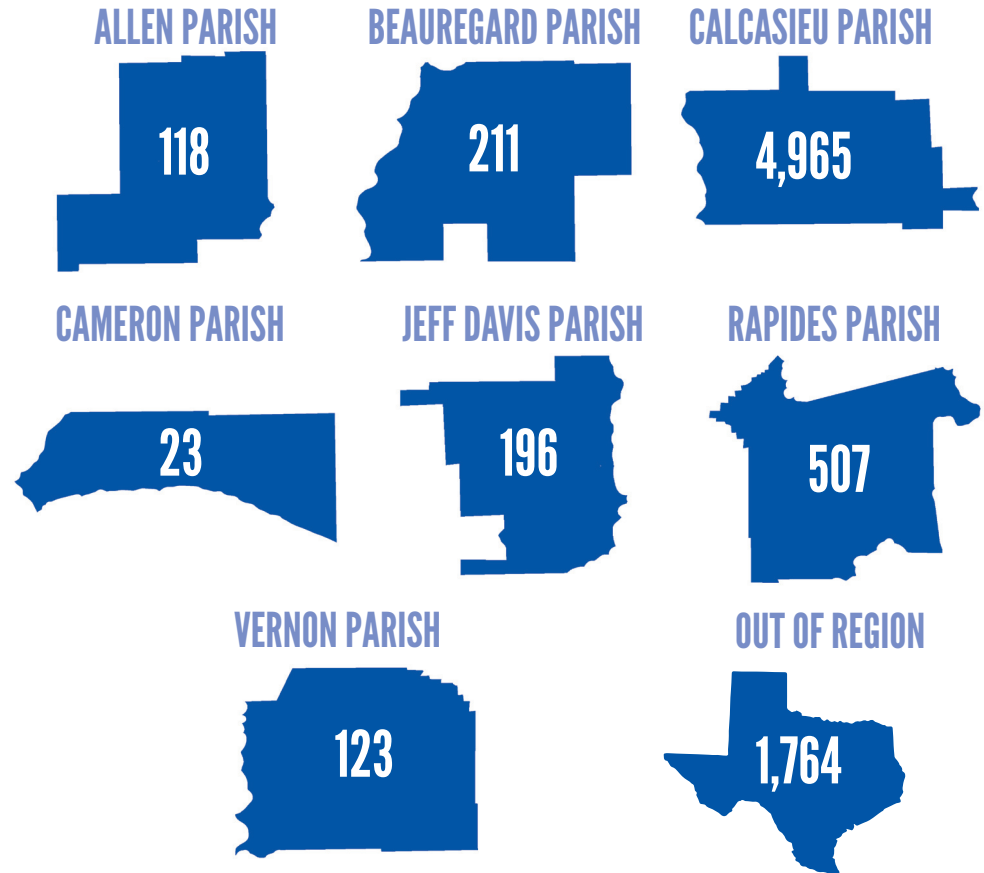 ALLEN PARISH
118
BEAUREGARD PARISH
211
CALCASIEU PARISH
4,965
CAMERON PARISH
23
JEFF DAVIS PARISH
196
RAPIDES PARISH
507
VERNON PARISH
123
OUT OF REGION
1,764